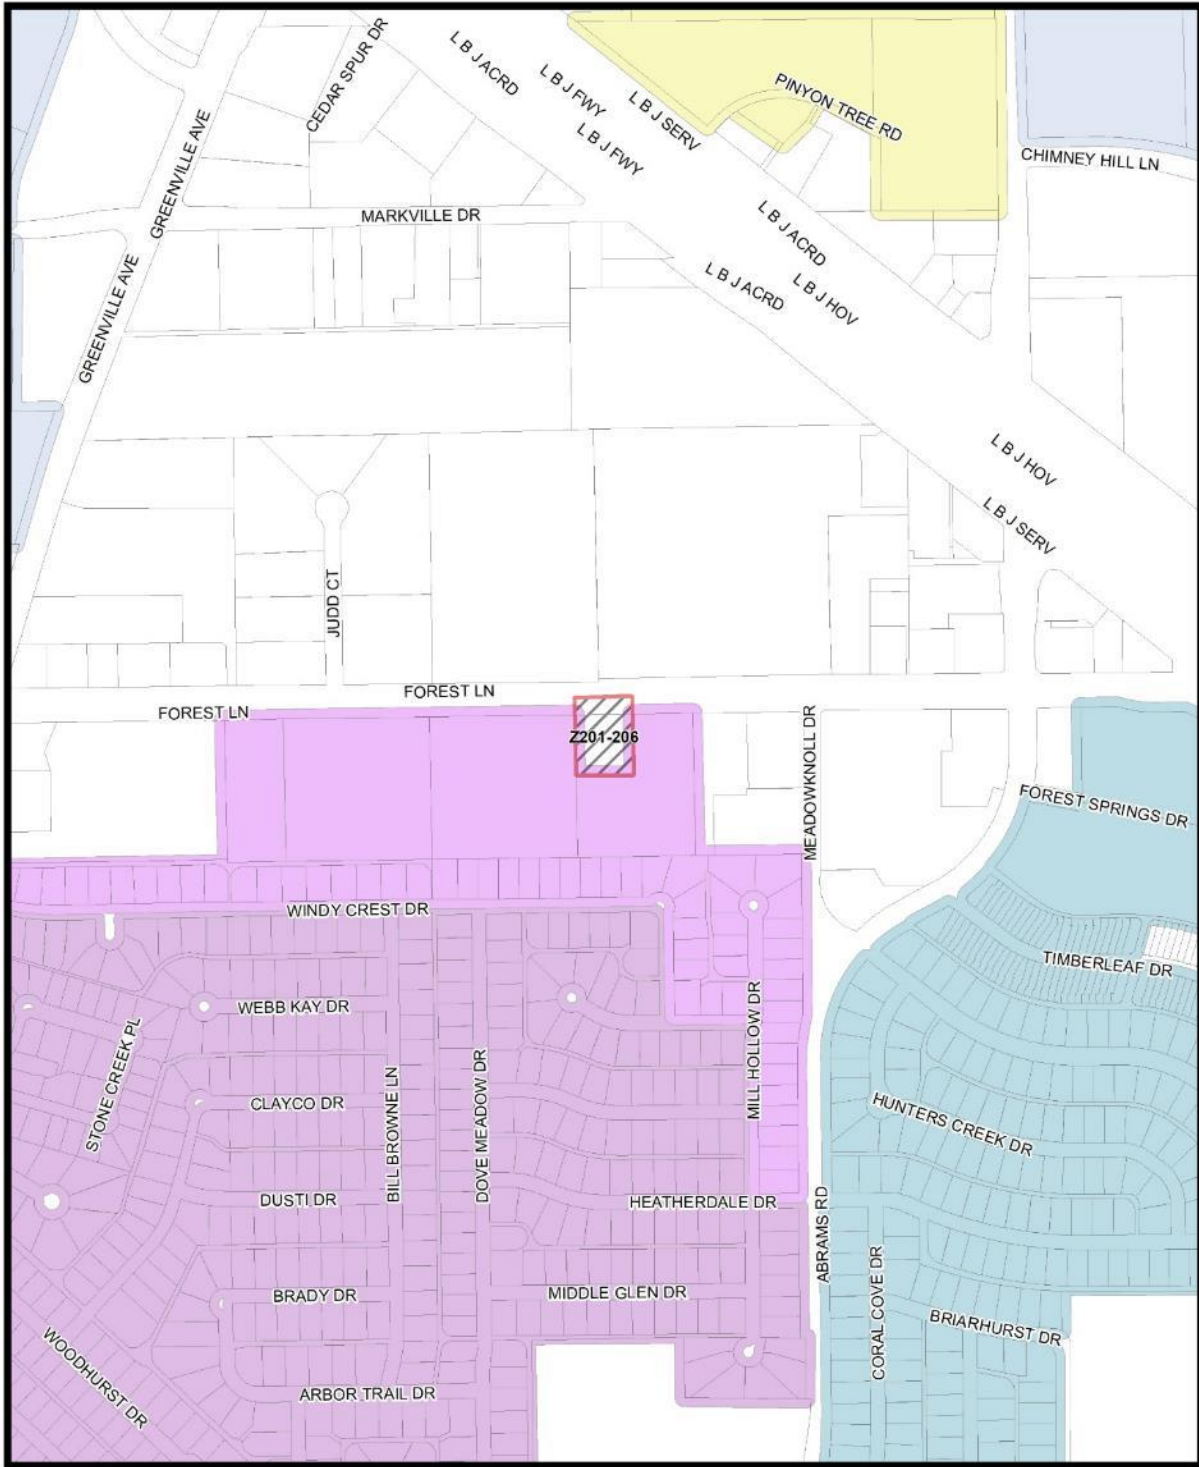 CEDAR SPUR DR
L B J ACRD
L B J FWY
L B J SERV
L B J FWY
PINYON TREE RD
CHIMNEY HILL LN
GREENVILLE AVE
MARKVILLE DR
L B J ACRD
L B J ACRD
L B J HOV
GREENVILLE AVE
L B J HOV
L B J SERV
JUDD CT
FOREST LN
FOREST LN
Z201-206
MEADOWKNOLL DR
FOREST SPRINGS DR
WINDY CREST DR
TIMBERLEAF DR
WEBB KAY DR
STONE CREEK PL
MILL HOLLOW DR
CLAYCO DR
BILL BROWNE LN
DOVE MEADOW DR
HUNTERS CREEK DR
DUSTI DR
HEATHERDALE DR
ABRAMS RD
BRADY DR
MIDDLE GLEN DR
CORAL COVE DR
BRIARHURST DR
WOODHURST DR
ARBOR TRAIL DR